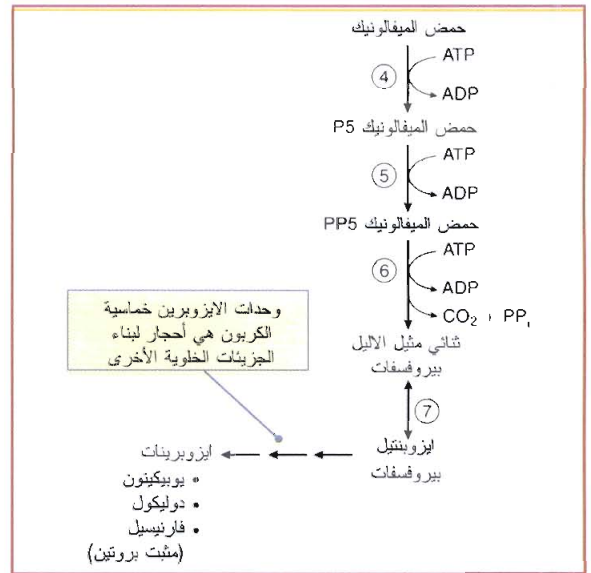 حمض الميفالونيك
ATP
4
ADP
حمض الميفالونيك P5
ATP
5
ADP
حمض الميفالونيك PP5
ATP
6
ADP
CO₂ + PPᵢ
ثنائي مثيل الاليل
بيروفسفات
7
ايزوبنتيل
بيروفسفات
وحدات الايزوبرين خماسية
الكربون هي أحجار لبناء
الجزيئات الخلوية الأخرى
ايزوبرينات
• يوبيكينون
• دوليكول
• فارنيسيل
(مثبت بروتين)